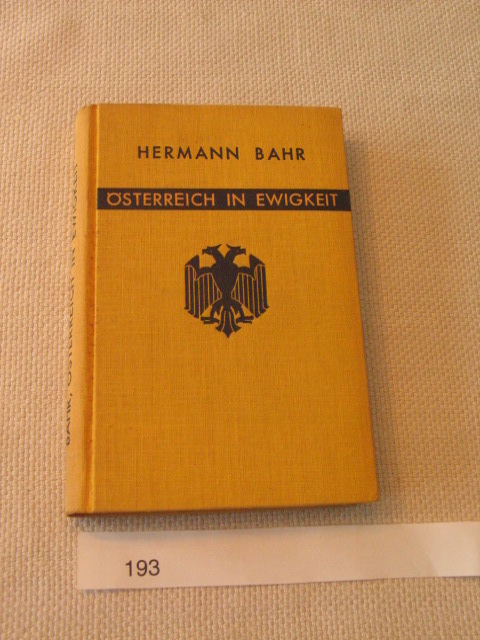 HERMANN BAHR
ÖSTERREICH IN EWIGKEIT
BAHR, ÖSTERREICH IN EWIGKEIT
193